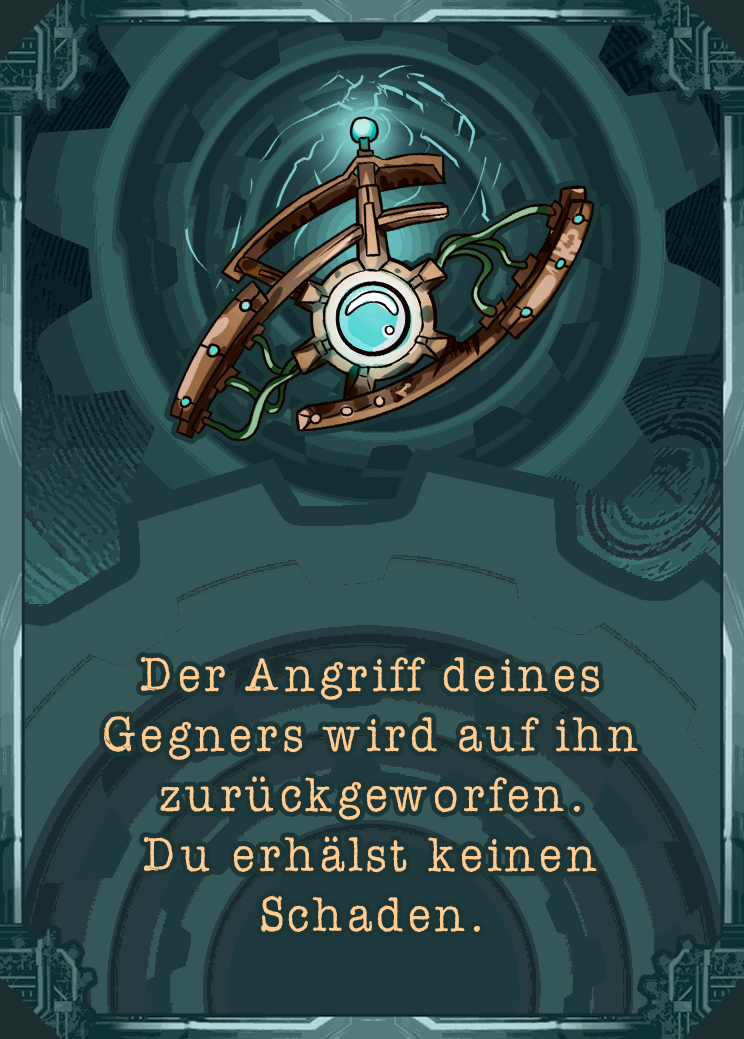 Der Angriff deines
Gegners wird auf ihn
zurückgeworfen.
Du erhälst keinen
Schaden.